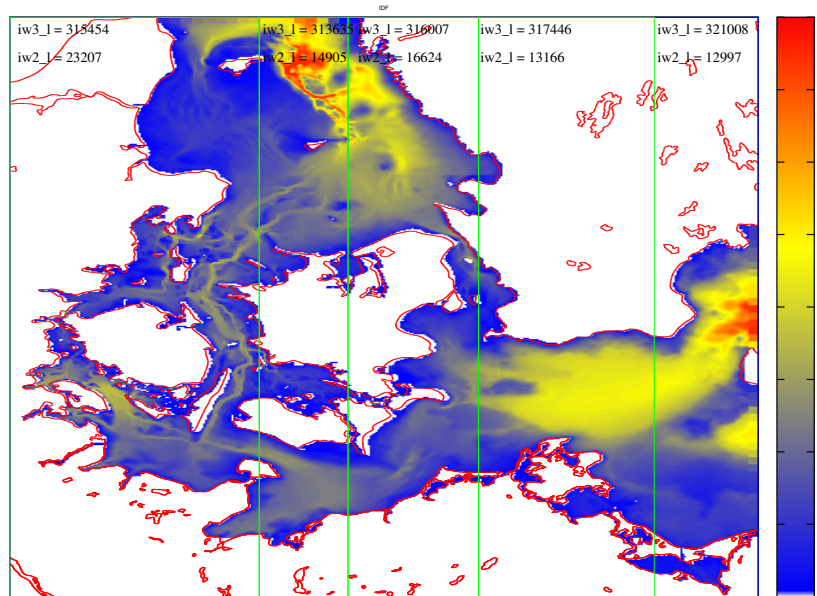 IDF
iw3_l = 315454 iw3_l = 313635 iw3_l = 316007 iw3_l = 317446 iw3_l = 321008
iw2_l = 23207 iw2_l = 14905 iw2_l = 16624 iw2_l = 13166 iw2_l = 12997